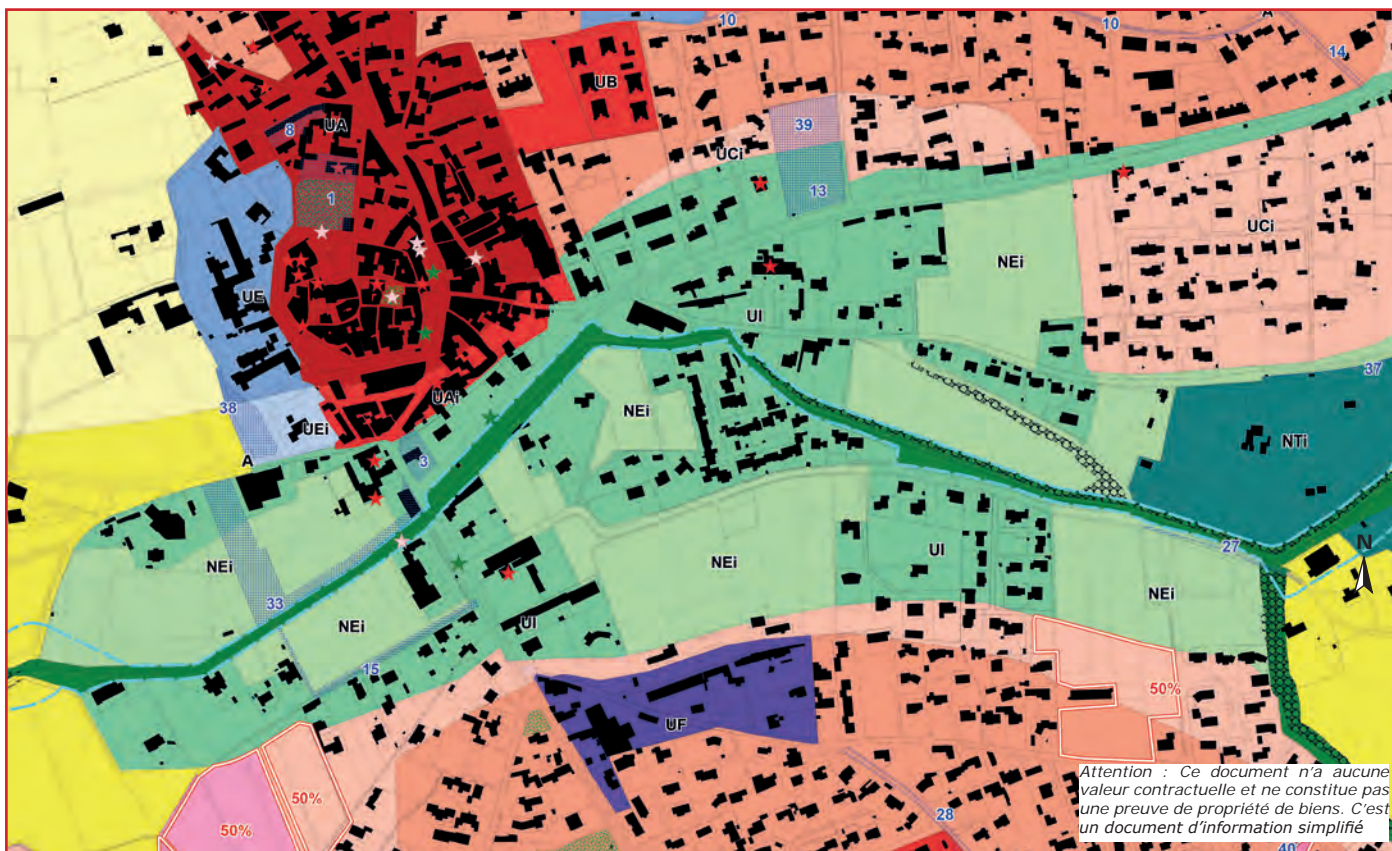 10
10
A
14
UB
8
UA
39
UCi
1
13
UCi
NEi
UE
UI
37
38
UAi
NEi
UEi
NTi
A
3
N
27
NEi
NEi
UI
NEi
33
NEi
UI
15
50%
UF
50%
50%
28
Attention : Ce document n'a aucune
valeur contractuelle et ne constitue pas
une preuve de propriété de biens. C'est
un document d'information simplifié
40